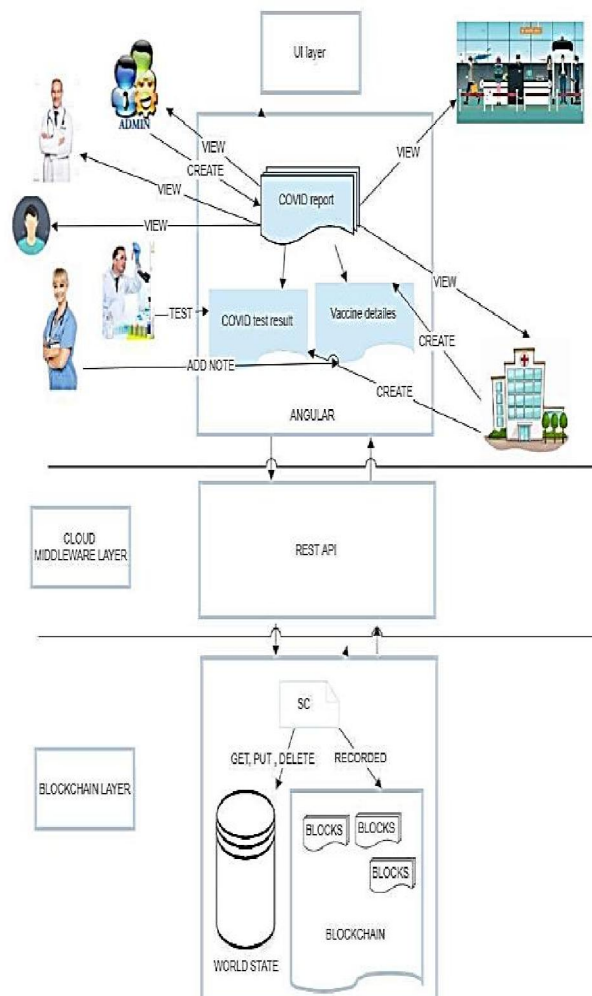 UI layer
ADMIN
VIEW
CREATE
VIEW
VIEW
VIEW
COVID report
VIEW
TEST
COVID test result
Vaccine detailes
CREATE
ADD NOTE
CREATE
ANGULAR
CLOUD
MIDDLEWARE LAYER
REST API
SC
GET, PUT , DELETE
RECORDED
BLOCKCHAIN LAYER
BLOCKS
BLOCKS
BLOCKS
BLOCKCHAIN
WORLD STATE